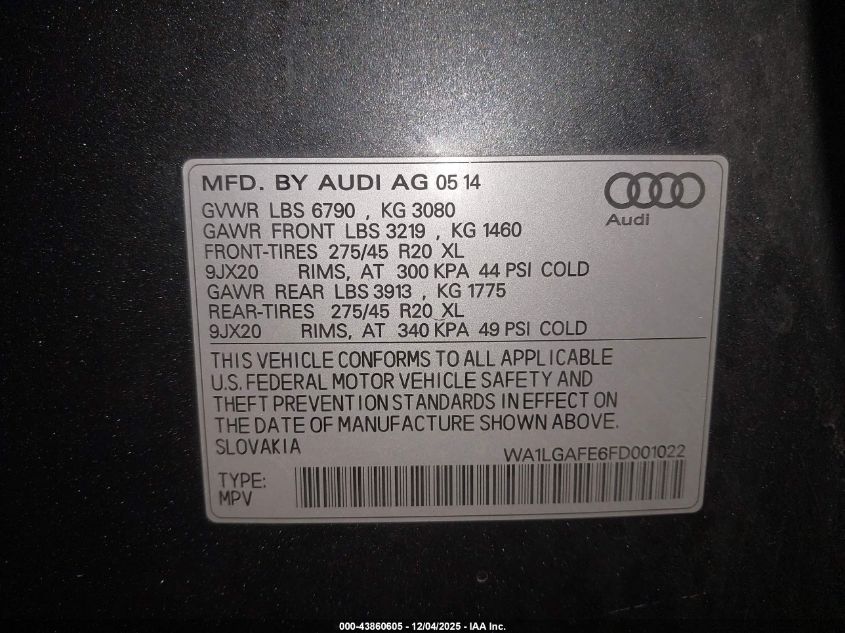 MFD. BY AUDI AG 05 14
Audi
GVWR LBS 6790 , KG 3080
GAWR FRONT LBS 3219 , KG 1460
FRONT-TIRES 275/45 R20 XL
9JX20 RIMS, AT 300 KPA 44 PSI COLD
GAWR REAR LBS 3913 , KG 1775
REAR-TIRES 275/45 R20 XL
9JX20 RIMS, AT 340 KPA 49 PSI COLD
THIS VEHICLE CONFORMS TO ALL APPLICABLE
U.S. FEDERAL MOTOR VEHICLE SAFETY AND
THEFT PREVENTION STANDARDS IN EFFECT ON
THE DATE OF MANUFACTURE SHOWN ABOVE.
SLOVAKIA
WA1LGAFE6FD001022
TYPE:
MPV
000-43860605 - 12/04/2025 - IAA Inc.